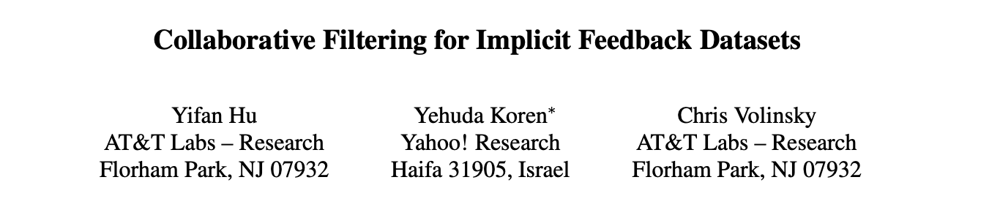 Collaborative Filtering for Implicit Feedback Datasets
Yifan Hu
AT&T Labs – Research
Florham Park, NJ 07932
Yehuda Koren*
Yahoo! Research
Haifa 31905, Israel
Chris Volinsky
AT&T Labs – Research
Florham Park, NJ 07932